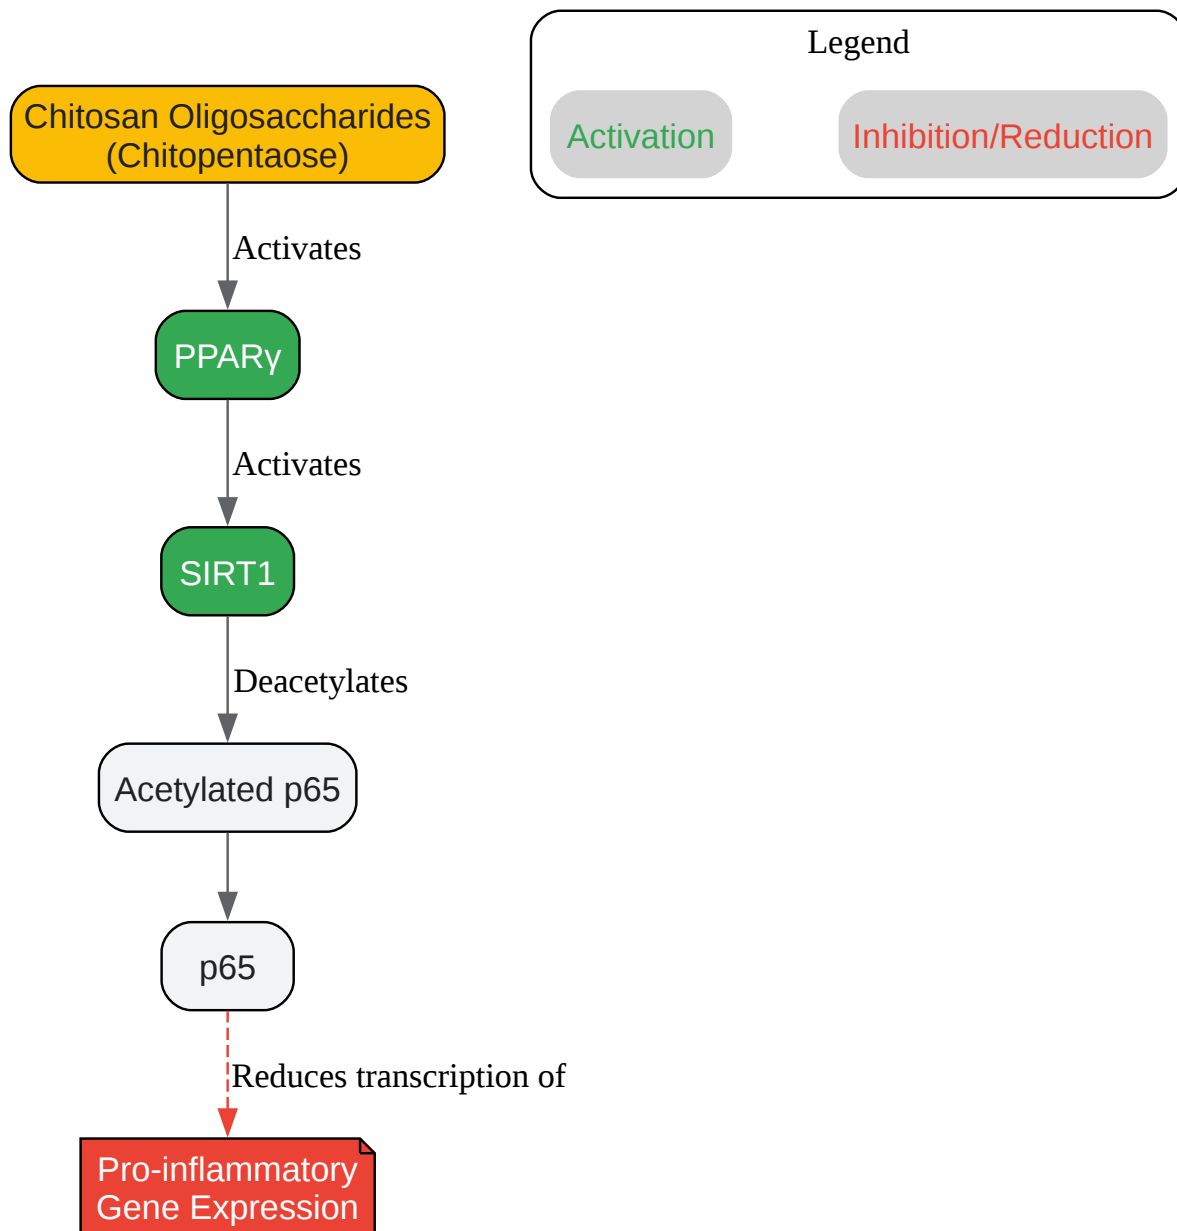 Legend
Activation
Inhibition/Reduction
Chitosan Oligosaccharides
(Chitopentaose)
Activates
PPARγ
Activates
SIRT1
Deacetylates
Acetylated p65
p65
Reduces transcription of
Pro-inflammatory
Gene Expression